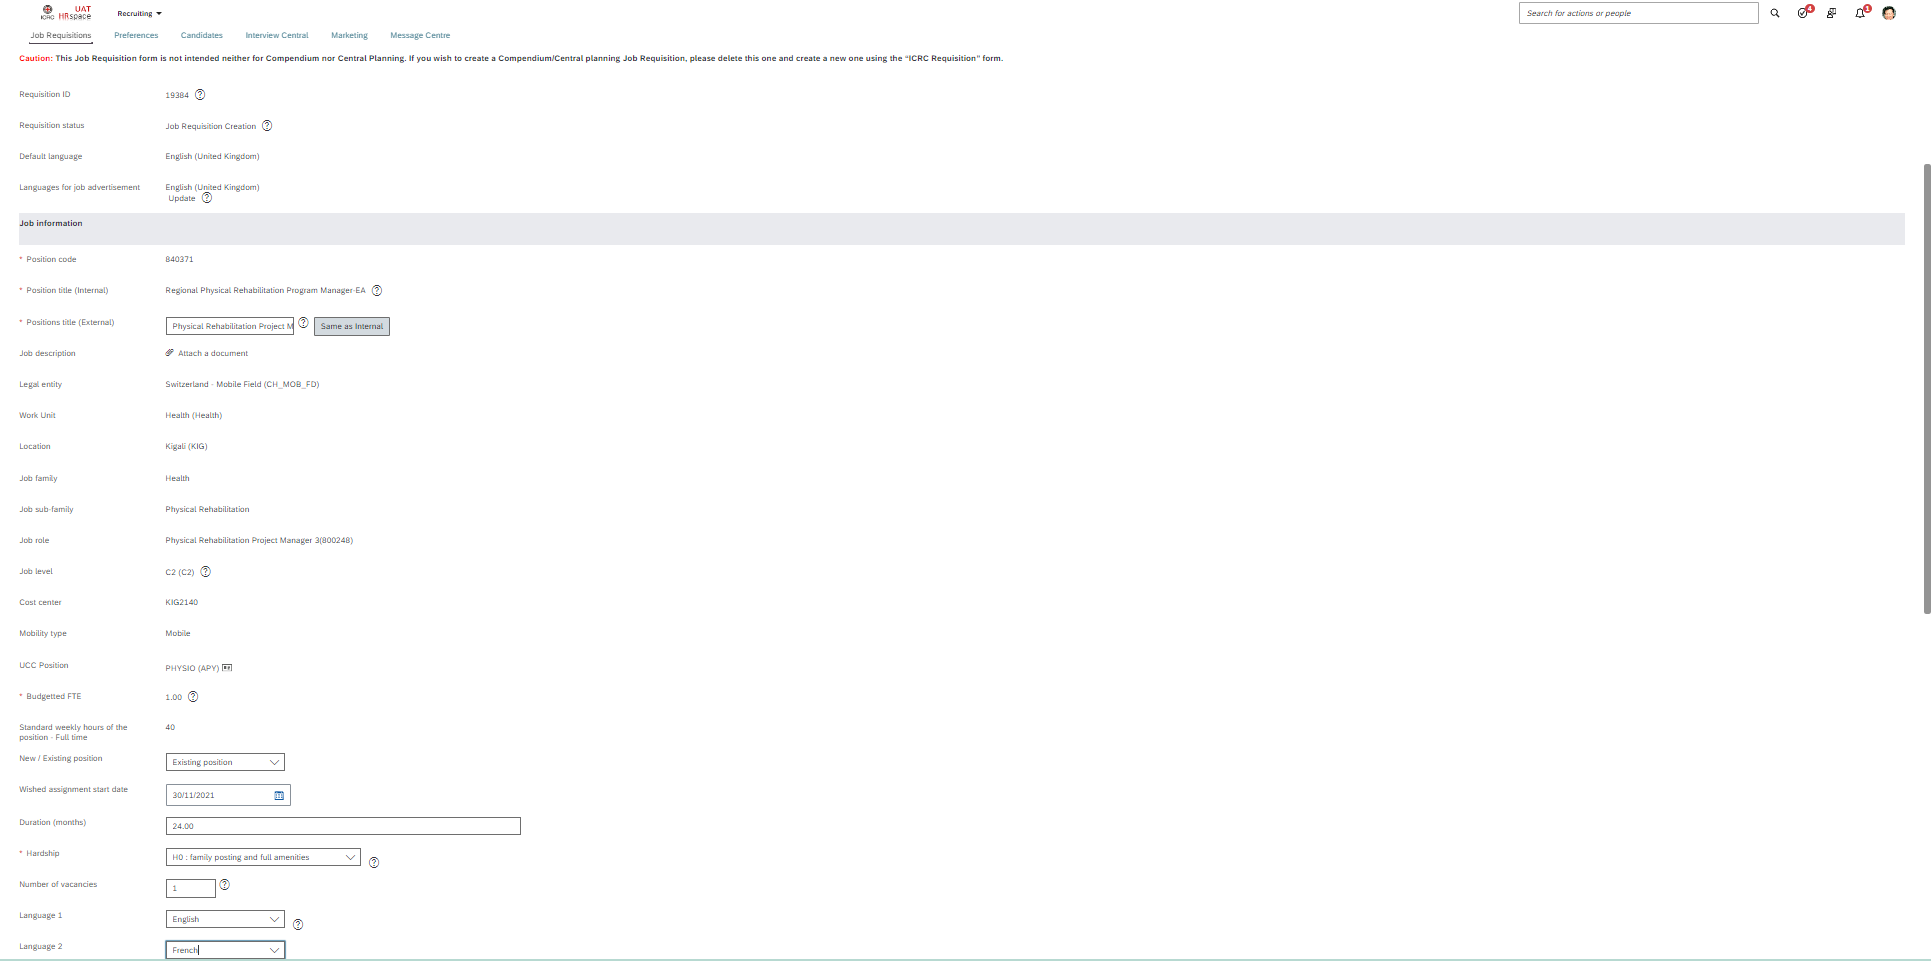 ICRC UAT HRspace Recruiting Search for actions or people 4 1
Job Requisitions Preferences Candidates Interview Central Marketing Message Centre
Caution: This Job Requisition form is not intended neither for Compendium nor Central Planning. If you wish to create a Compendium/Central planning Job Requisition, please delete this one and create a new one using the “ICRC Requisition” form.
Requisition ID 19384
Requisition status Job Requisition Creation
Default language English (United Kingdom)
Languages for job advertisement English (United Kingdom)
Update
Job information
* Position code 840371
* Position title (Internal) Regional Physical Rehabilitation Program Manager-EA
* Positions title (External) Physical Rehabilitation Project M Same as Internal
Job description Attach a document
Legal entity Switzerland - Mobile Field (CH_MOB_FD)
Work Unit Health (Health)
Location Kigali (KIG)
Job family Health
Job sub-family Physical Rehabilitation
Job role Physical Rehabilitation Project Manager 3(800248)
Job level C2 (C2)
Cost center KIG2140
Mobility type Mobile
UCC Position PHYSIO (APY)
* Budgetted FTE 1.00
Standard weekly hours of the 40
position - Full time
New / Existing position Existing position
Wished assignment start date 30/11/2021
Duration (months) 24.00
* Hardship H0 : family posting and full amenities
Number of vacancies 1
Language 1 English
Language 2 French